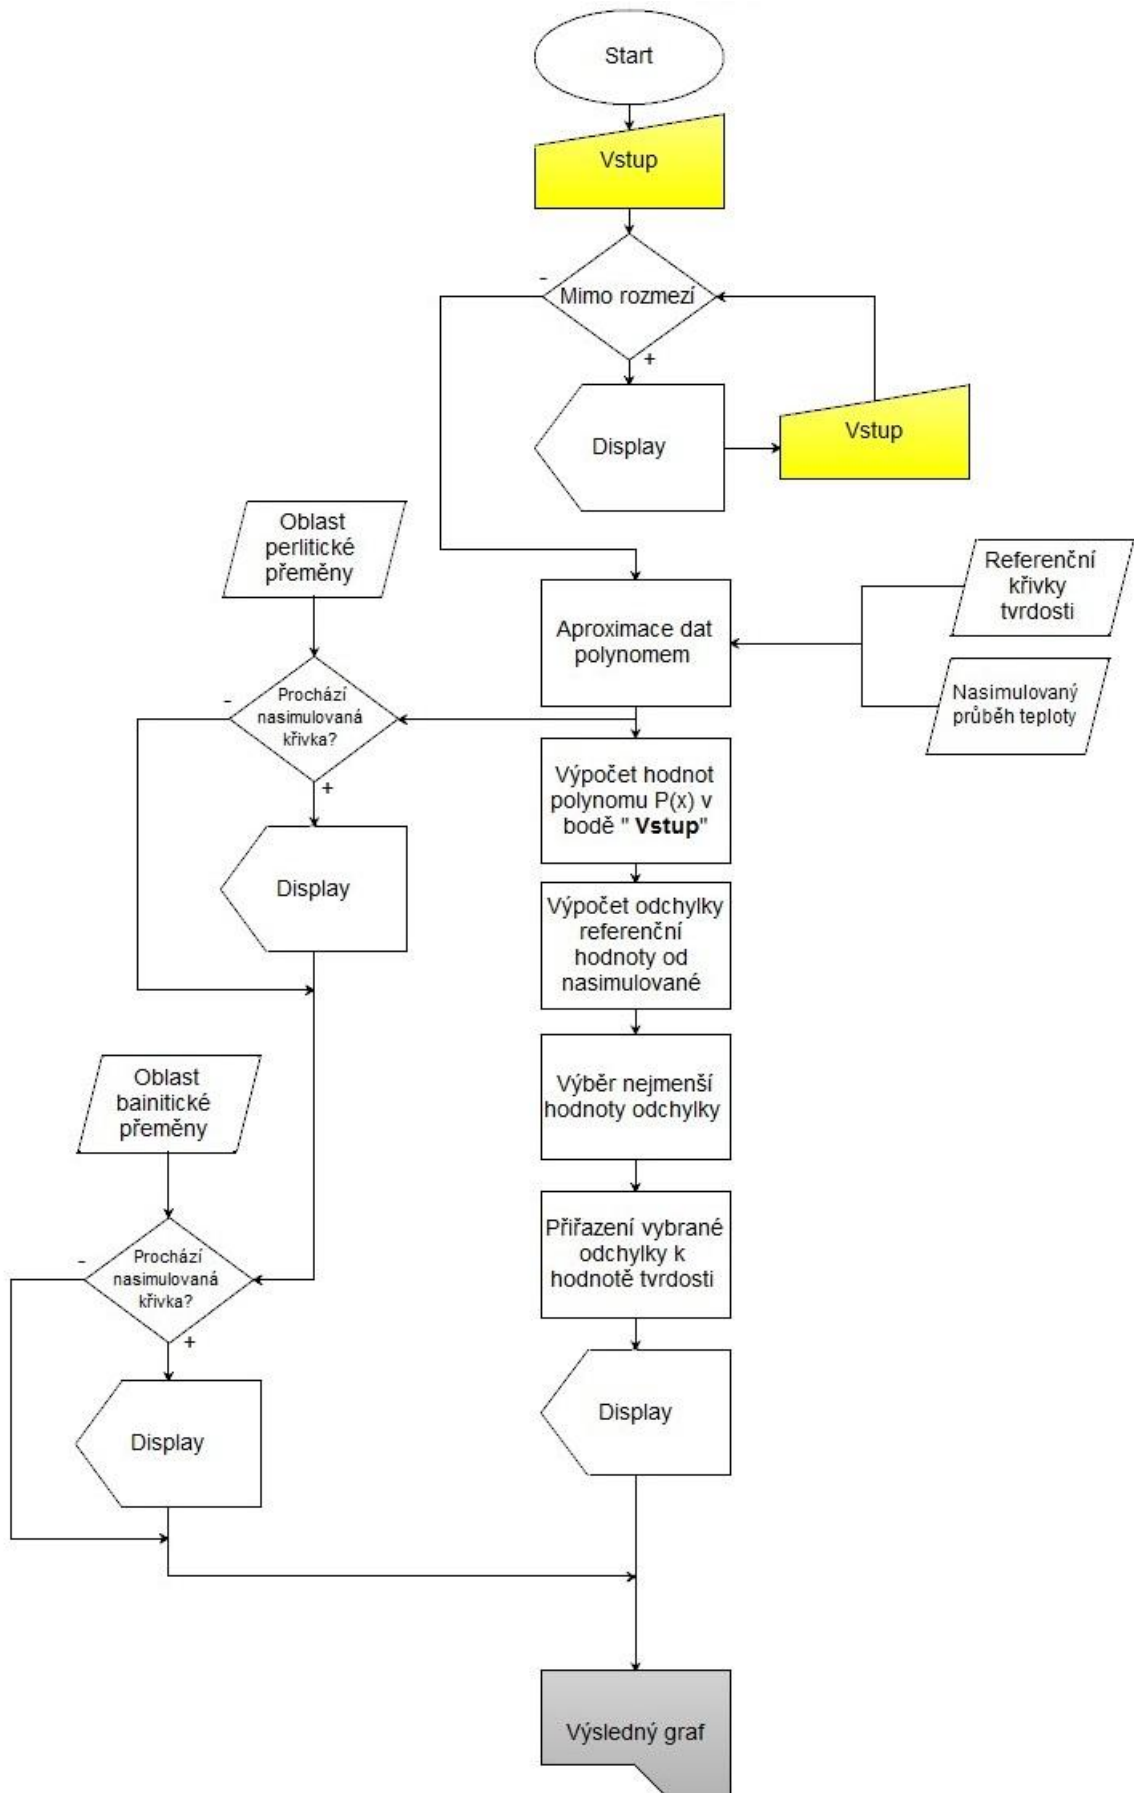 Start
Vstup
-
Mimo rozmezí
+
Display
Vstup
Oblast
perlitické
přeměny
Referenční
křivky
tvrdosti
Aproximace dat
polynomem
Nasimulovaný
průběh teploty
-
Prochází
nasimulovaná
křivka?
+
Výpočet hodnot
polynomu P(x) v
bodě " Vstup"
Display
Výpočet odchylky
referenční
hodnoty od
nasimulované
Oblast
bainitické
přeměny
Výběr nejmenší
hodnoty odchylky
-
Prochází
nasimulovaná
křivka?
+
Přiřazení vybrané
odchylky k
hodnotě tvrdosti
Display
Display
Výsledný graf